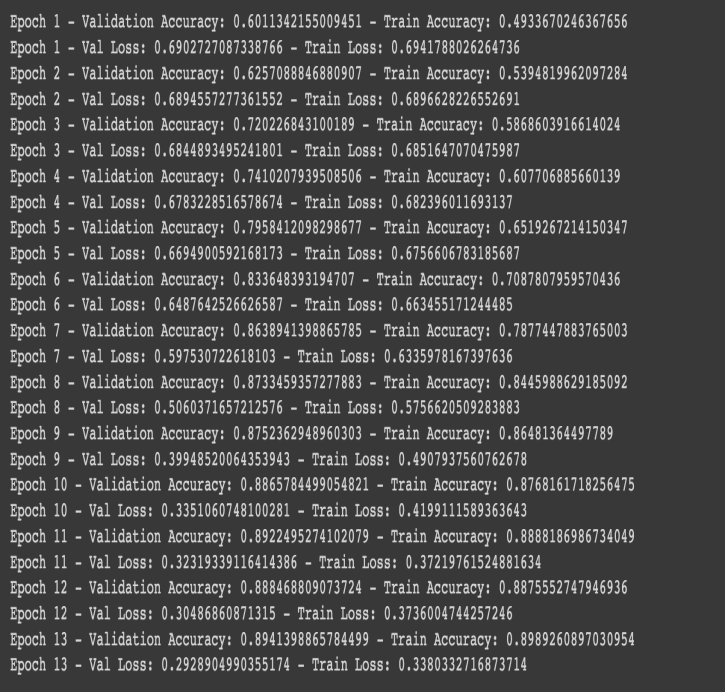 Epoch 1 – Validation Accuracy: 0.6011342155009451 – Train Accuracy: 0.4933670246367656
Epoch 1 – Val Loss: 0.6902727087338766 – Train Loss: 0.6941788026264736
Epoch 2 – Validation Accuracy: 0.6257088846880907 – Train Accuracy: 0.5394819962097284
Epoch 2 – Val Loss: 0.6894557277361552 – Train Loss: 0.6896628226552691
Epoch 3 – Validation Accuracy: 0.720226843100189 – Train Accuracy: 0.5868603916614024
Epoch 3 – Val Loss: 0.6844893495241801 – Train Loss: 0.6851647070475987
Epoch 4 – Validation Accuracy: 0.7410207939508506 – Train Accuracy: 0.607706885660139
Epoch 4 – Val Loss: 0.6783228516578674 – Train Loss: 0.682396011693137
Epoch 5 – Validation Accuracy: 0.7958412098298677 – Train Accuracy: 0.6519267214150347
Epoch 5 – Val Loss: 0.6694900592168173 – Train Loss: 0.6756606783185687
Epoch 6 – Validation Accuracy: 0.833648393194707 – Train Accuracy: 0.7087807959570436
Epoch 6 – Val Loss: 0.6487642526626587 – Train Loss: 0.663455171244485
Epoch 7 – Validation Accuracy: 0.8638941398865785 – Train Accuracy: 0.7877447883765003
Epoch 7 – Val Loss: 0.597530722618103 – Train Loss: 0.6335978167397636
Epoch 8 – Validation Accuracy: 0.8733459357277883 – Train Accuracy: 0.8445988629185092
Epoch 8 – Val Loss: 0.5060371657212576 – Train Loss: 0.5756620509283883
Epoch 9 – Validation Accuracy: 0.8752362948960303 – Train Accuracy: 0.86481364497789
Epoch 9 – Val Loss: 0.39948520064353943 – Train Loss: 0.4907937560762678
Epoch 10 – Validation Accuracy: 0.8865784499054821 – Train Accuracy: 0.8768161718256475
Epoch 10 – Val Loss: 0.3351060748100281 – Train Loss: 0.4199111589363643
Epoch 11 – Validation Accuracy: 0.8922495274102079 – Train Accuracy: 0.8888186986734049
Epoch 11 – Val Loss: 0.32319339116414386 – Train Loss: 0.37219761524881634
Epoch 12 – Validation Accuracy: 0.888468809073724 – Train Accuracy: 0.8875552747946936
Epoch 12 – Val Loss: 0.30486860871315 – Train Loss: 0.3736004744257246
Epoch 13 – Validation Accuracy: 0.8941398865784499 – Train Accuracy: 0.8989260897030954
Epoch 13 – Val Loss: 0.2928904990355174 – Train Loss: 0.3380332716873714